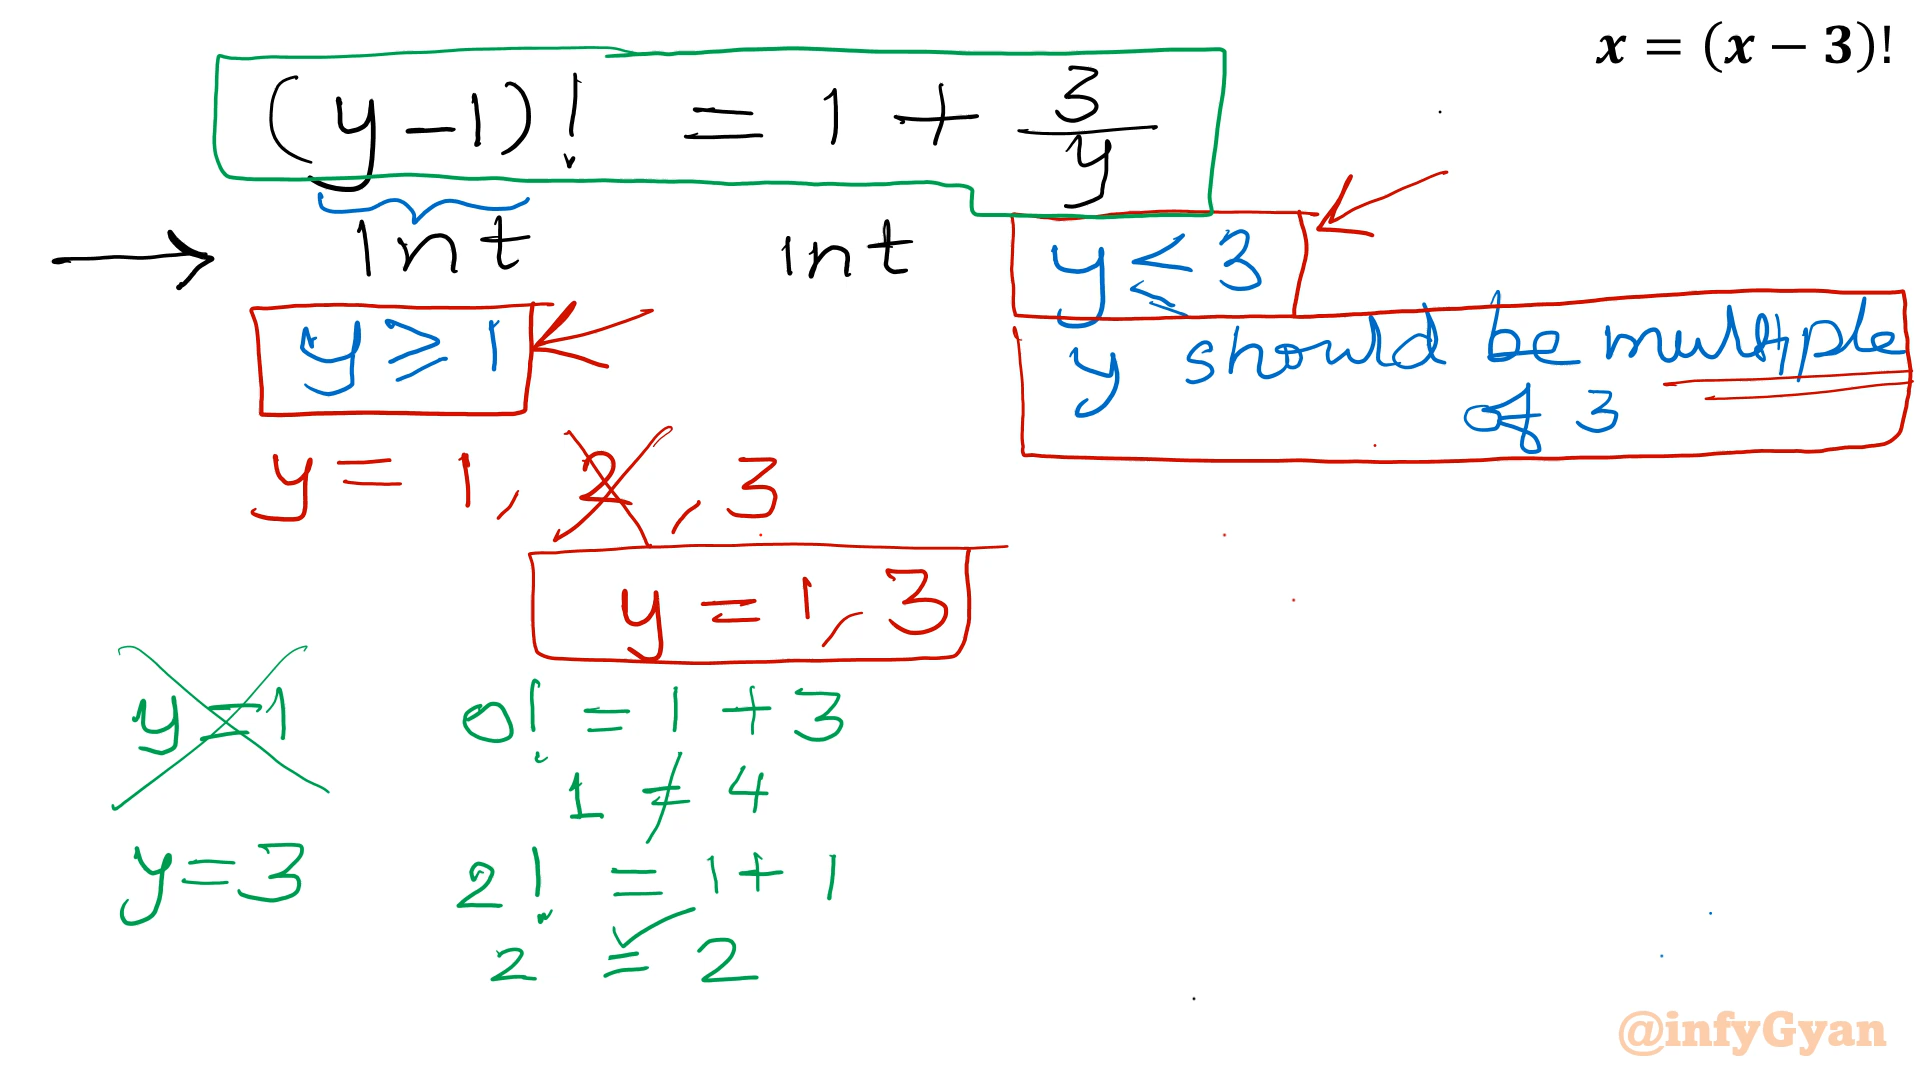 x = (x − 3)!
(y − 1)! = 1 + 3/y
int int y ≤ 3
y ≥ 1
y should be multiple
of 3
y = 1, 2, 3
y = 1, 3
y = 1 0! = 1 + 3
1 ≠ 4
y = 3 2! = 1 + 1
2 = 2
@infyGyan